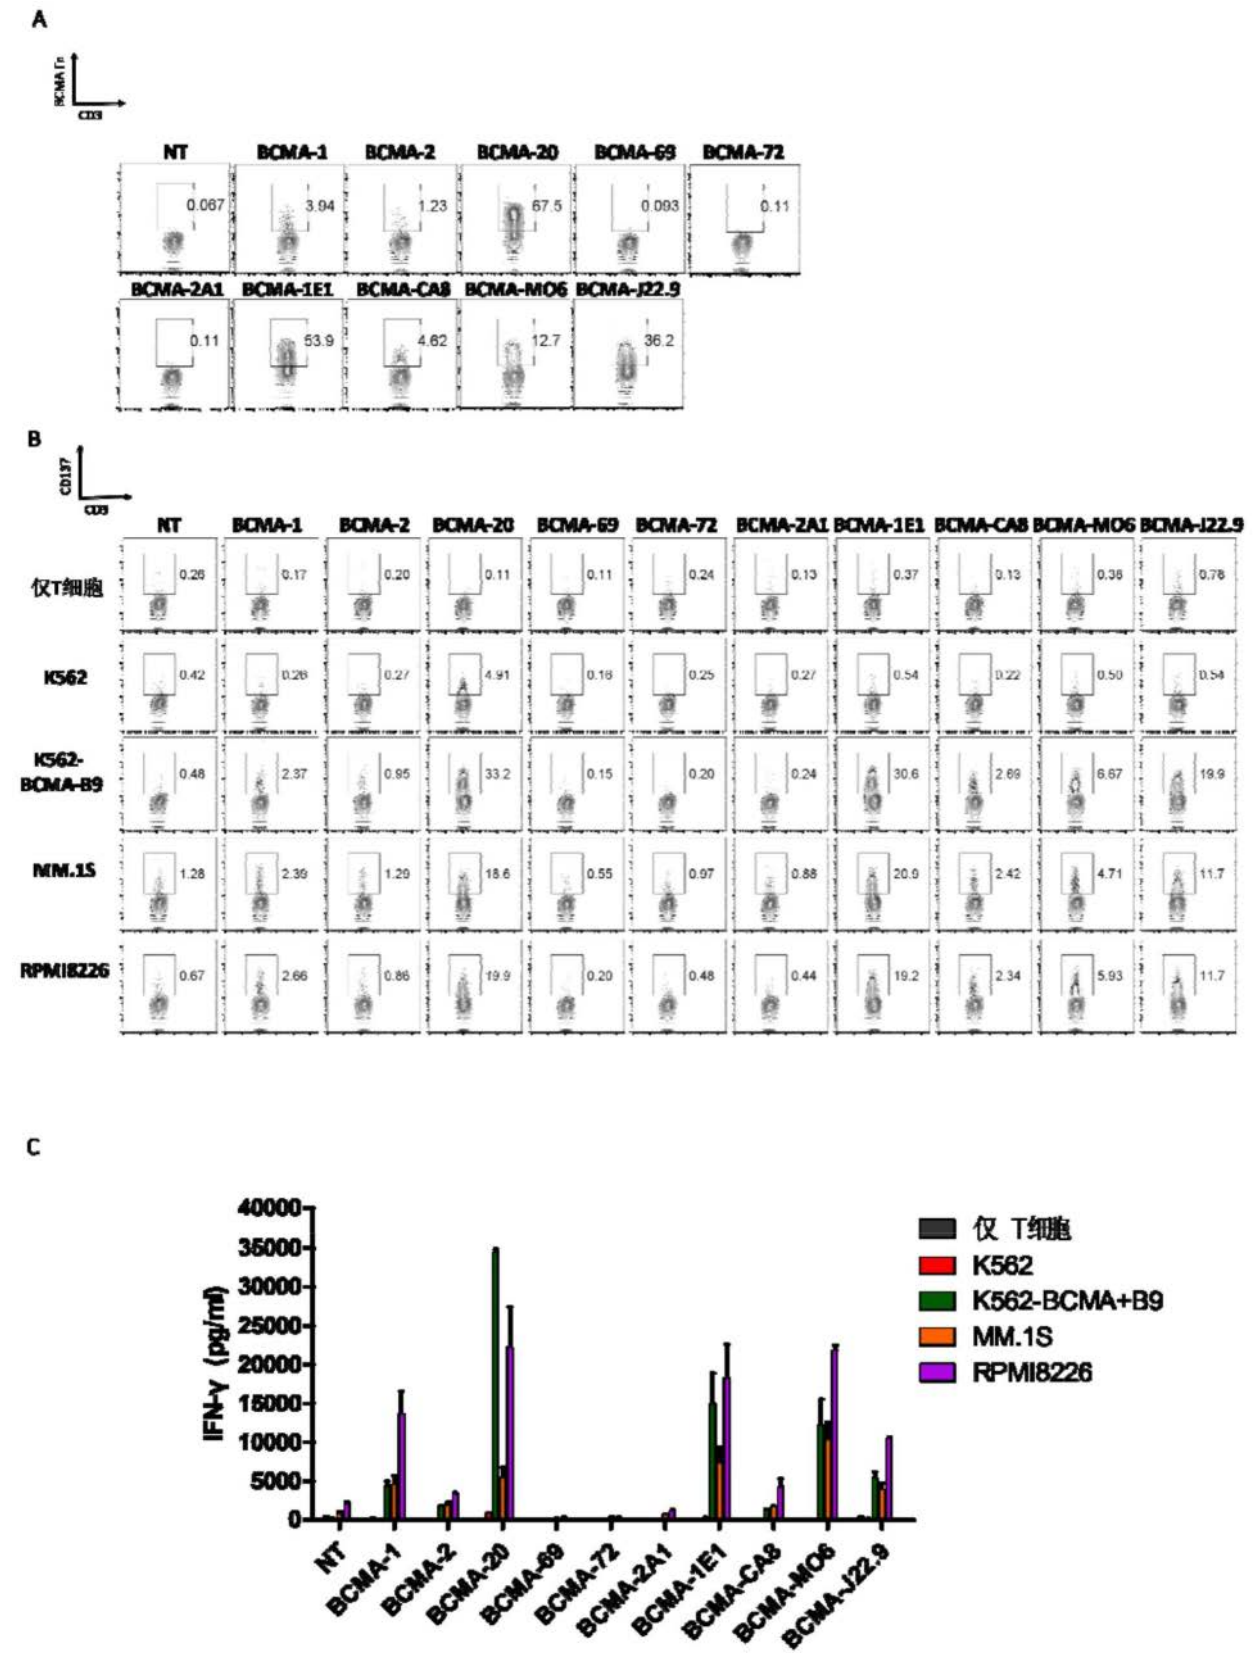 A
CD3
NT BCMA-1 BCMA-2 BCMA-20 BCMA-69 BCMA-72
0.067 3.94 1.23 67.5 0.093 0.11
BCMA-2A1 BCMA-1E1 BCMA-CA8 BCMA-MO6 BCMA-J22.9
0.11 53.9 4.62 12.7 36.2
B
CD137
CD3
NT BCMA-1 BCMA-2 BCMA-20 BCMA-69 BCMA-72 BCMA-2A1 BCMA-1E1 BCMA-CA8 BCMA-MO6 BCMA-J22.9
仅T细胞 0.26 0.17 0.20 0.11 0.11 0.24 0.13 0.37 0.13 0.36 0.76
K562 0.42 0.26 0.27 4.91 0.16 0.25 0.27 0.54 0.22 0.50 0.54
K562-
BCMA-B9 0.48 2.37 0.95 33.2 0.15 0.20 0.24 30.6 2.69 6.67 19.9
MM.1S 1.28 2.39 1.29 18.6 0.55 0.97 0.88 20.9 2.42 4.71 11.7
RPMI8226 0.67 2.66 0.86 19.9 0.20 0.48 0.44 19.2 2.34 5.93 11.7
C
IFN-γ (pg/ml)
40000
35000
30000
25000
20000
15000
10000
5000
0
NT BCMA-1 BCMA-2 BCMA-20 BCMA-69 BCMA-72 BCMA-2A1 BCMA-1E1 BCMA-CA8 BCMA-MO6 BCMA-J22.9
仅 T细胞
K562
K562-BCMA+B9
MM.1S
RPMI8226